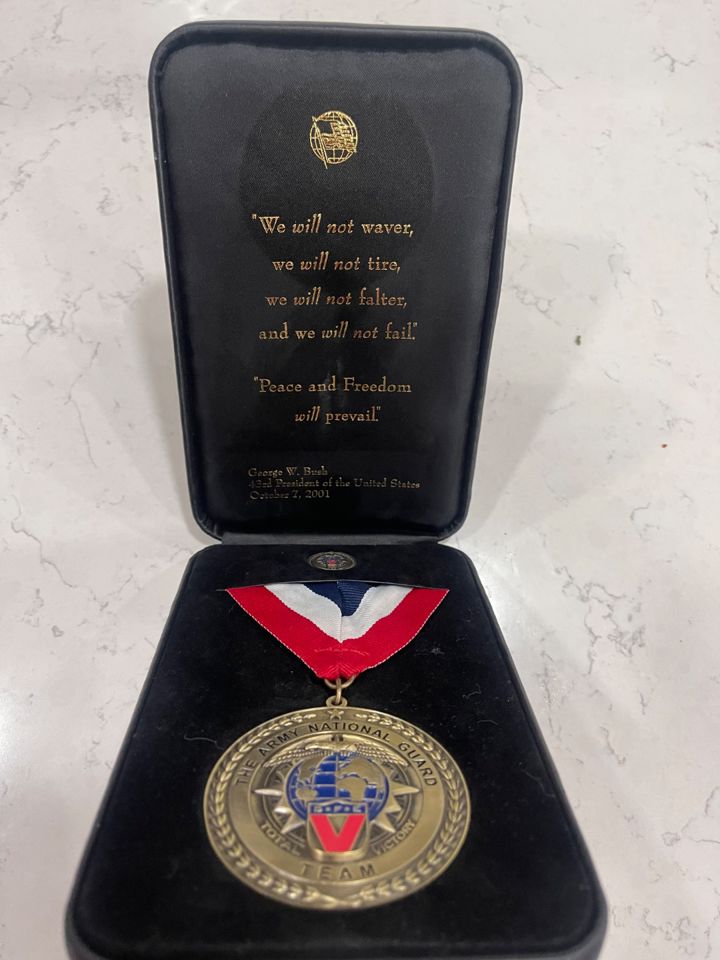 "We will not waver,
we will not tire,
we will not falter,
and we will not fail."
"Peace and Freedom
will prevail."
George W. Bush
43rd President of the United States
October 7, 2001
THE ARMY NATIONAL GUARD
TOTAL VICTORY
V
TEAM